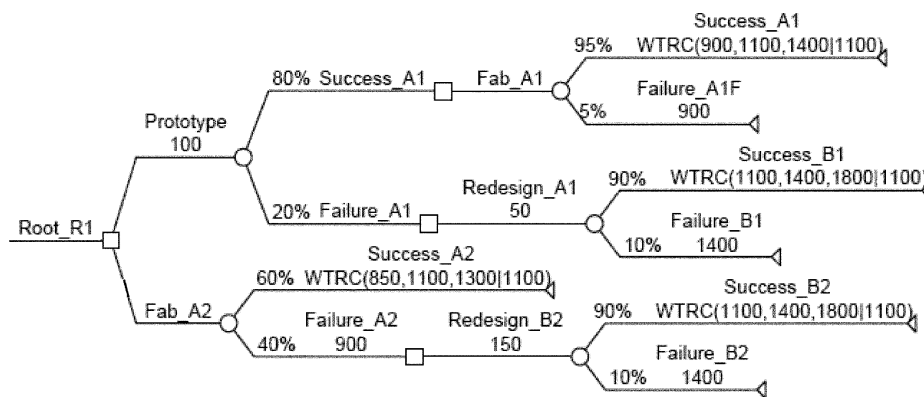 Success_A1
95% WTRC(900,1100,1400|1100)
80% Success_A1 Fab_A1
Failure_A1F
5% 900
Prototype
100
Success_B1
Redesign_A1 90% WTRC(1100,1400,1800|1100)
20% Failure_A1 50
Failure_B1
10% 1400
Root_R1
Success_A2
60% WTRC(850,1100,1300|1100)
Success_B2
Fab_A2 Failure_A2 Redesign_B2 90% WTRC(1100,1400,1800|1100)
40% 900 150
Failure_B2
10% 1400